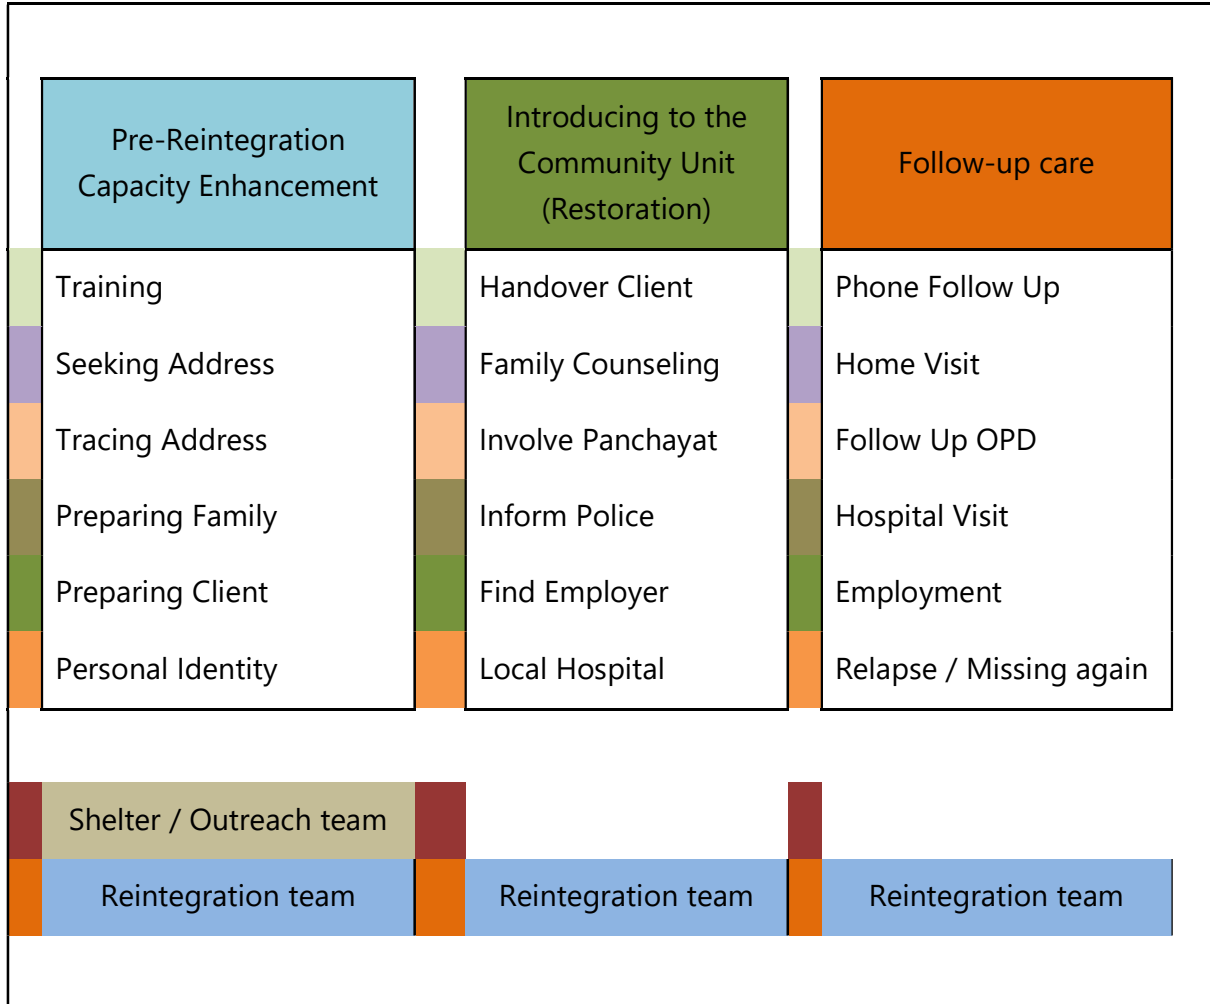 Pre-Reintegration
Capacity Enhancement
Introducing to the
Community Unit
(Restoration)
Follow-up care
Training
Handover Client
Phone Follow Up
Seeking Address
Family Counseling
Home Visit
Tracing Address
Involve Panchayat
Follow Up OPD
Preparing Family
Inform Police
Hospital Visit
Preparing Client
Find Employer
Employment
Personal Identity
Local Hospital
Relapse / Missing again
Shelter / Outreach team
Reintegration team
Reintegration team
Reintegration team